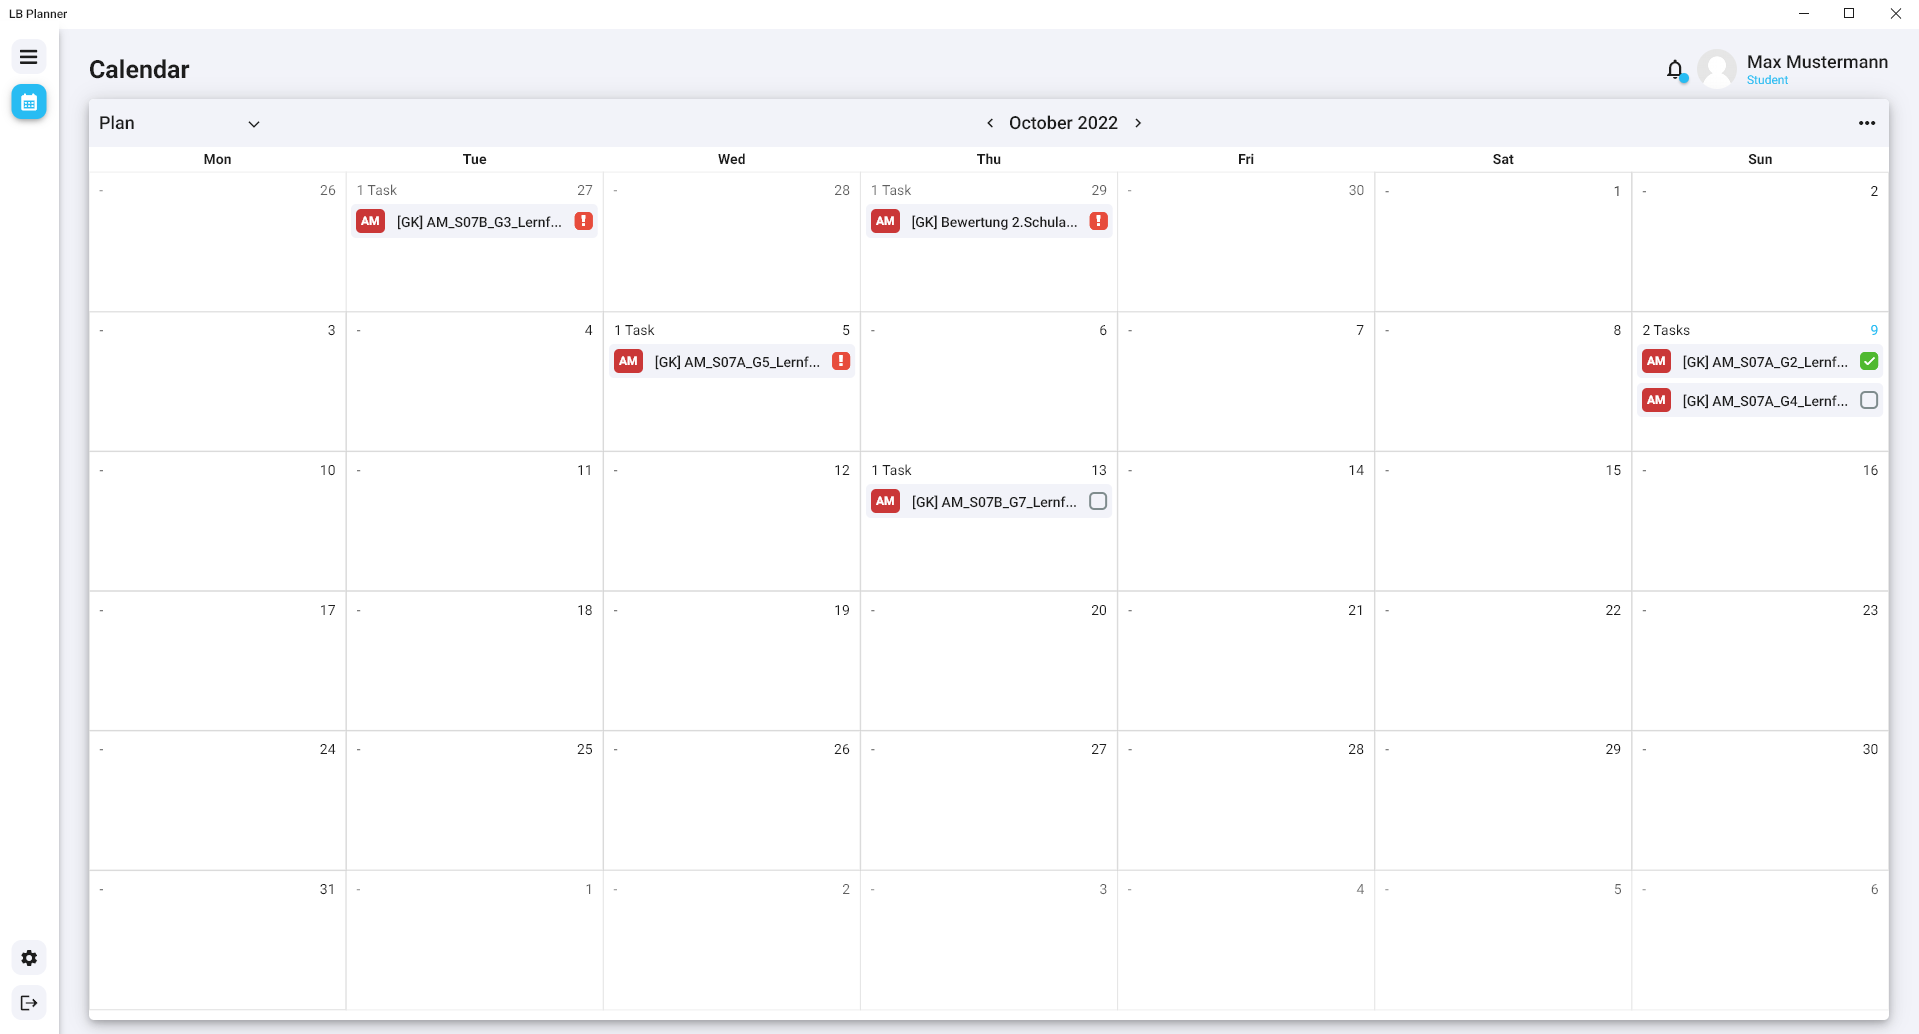 LB Planner
Calendar
Max Mustermann
Student
Plan
October 2022
Mon Tue Wed Thu Fri Sat Sun
- 26 1 Task 27 - 28 1 Task 29 - 30 - 1 - 2
AM [GK] AM_S07B_G3_Lernf... AM [GK] Bewertung 2.Schula...
- 3 - 4 1 Task 5 - 6 - 7 - 8 2 Tasks 9
AM [GK] AM_S07A_G5_Lernf... AM [GK] AM_S07A_G2_Lernf...
AM [GK] AM_S07A_G4_Lernf...
- 10 - 11 - 12 1 Task 13 - 14 - 15 - 16
AM [GK] AM_S07B_G7_Lernf...
- 17 - 18 - 19 - 20 - 21 - 22 - 23
- 24 - 25 - 26 - 27 - 28 - 29 - 30
- 31 - 1 - 2 - 3 - 4 - 5 - 6